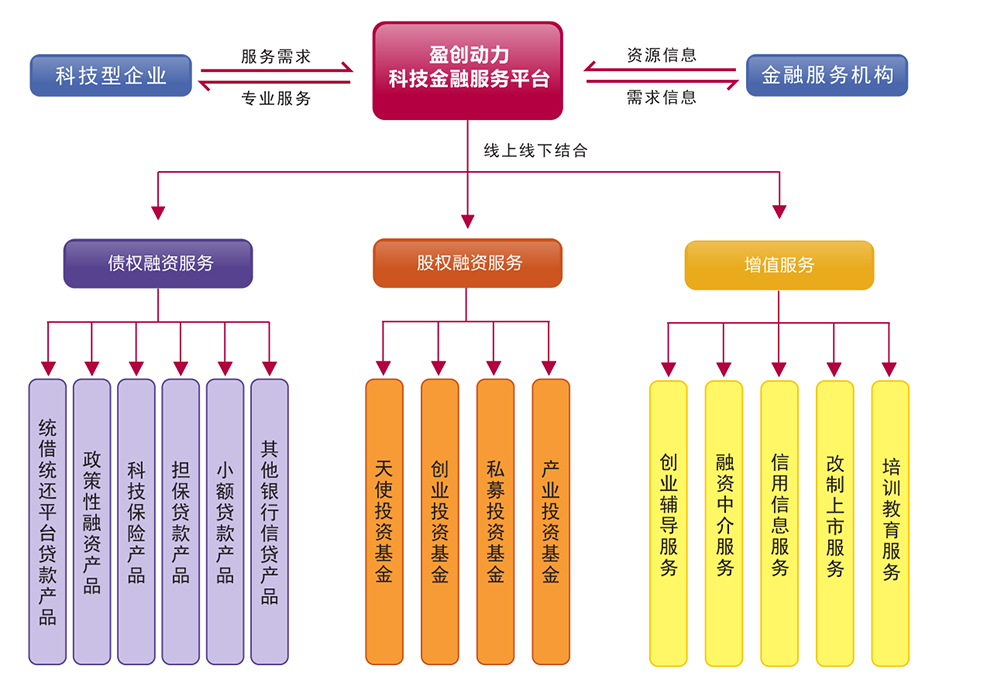 科技型企业
服务需求
专业服务
盈创动力
科技金融服务平台
资源信息
需求信息
金融服务机构
线上线下结合
债权融资服务
股权融资服务
增值服务
统借统还平台贷款产品
政策性融资产品
科技保险产品
担保贷款产品
小额贷款产品
其他银行信贷产品
天使投资基金
创业投资基金
私募投资基金
产业投资基金
创业辅导服务
融资中介服务
信用信息服务
改制上市服务
培训教育服务